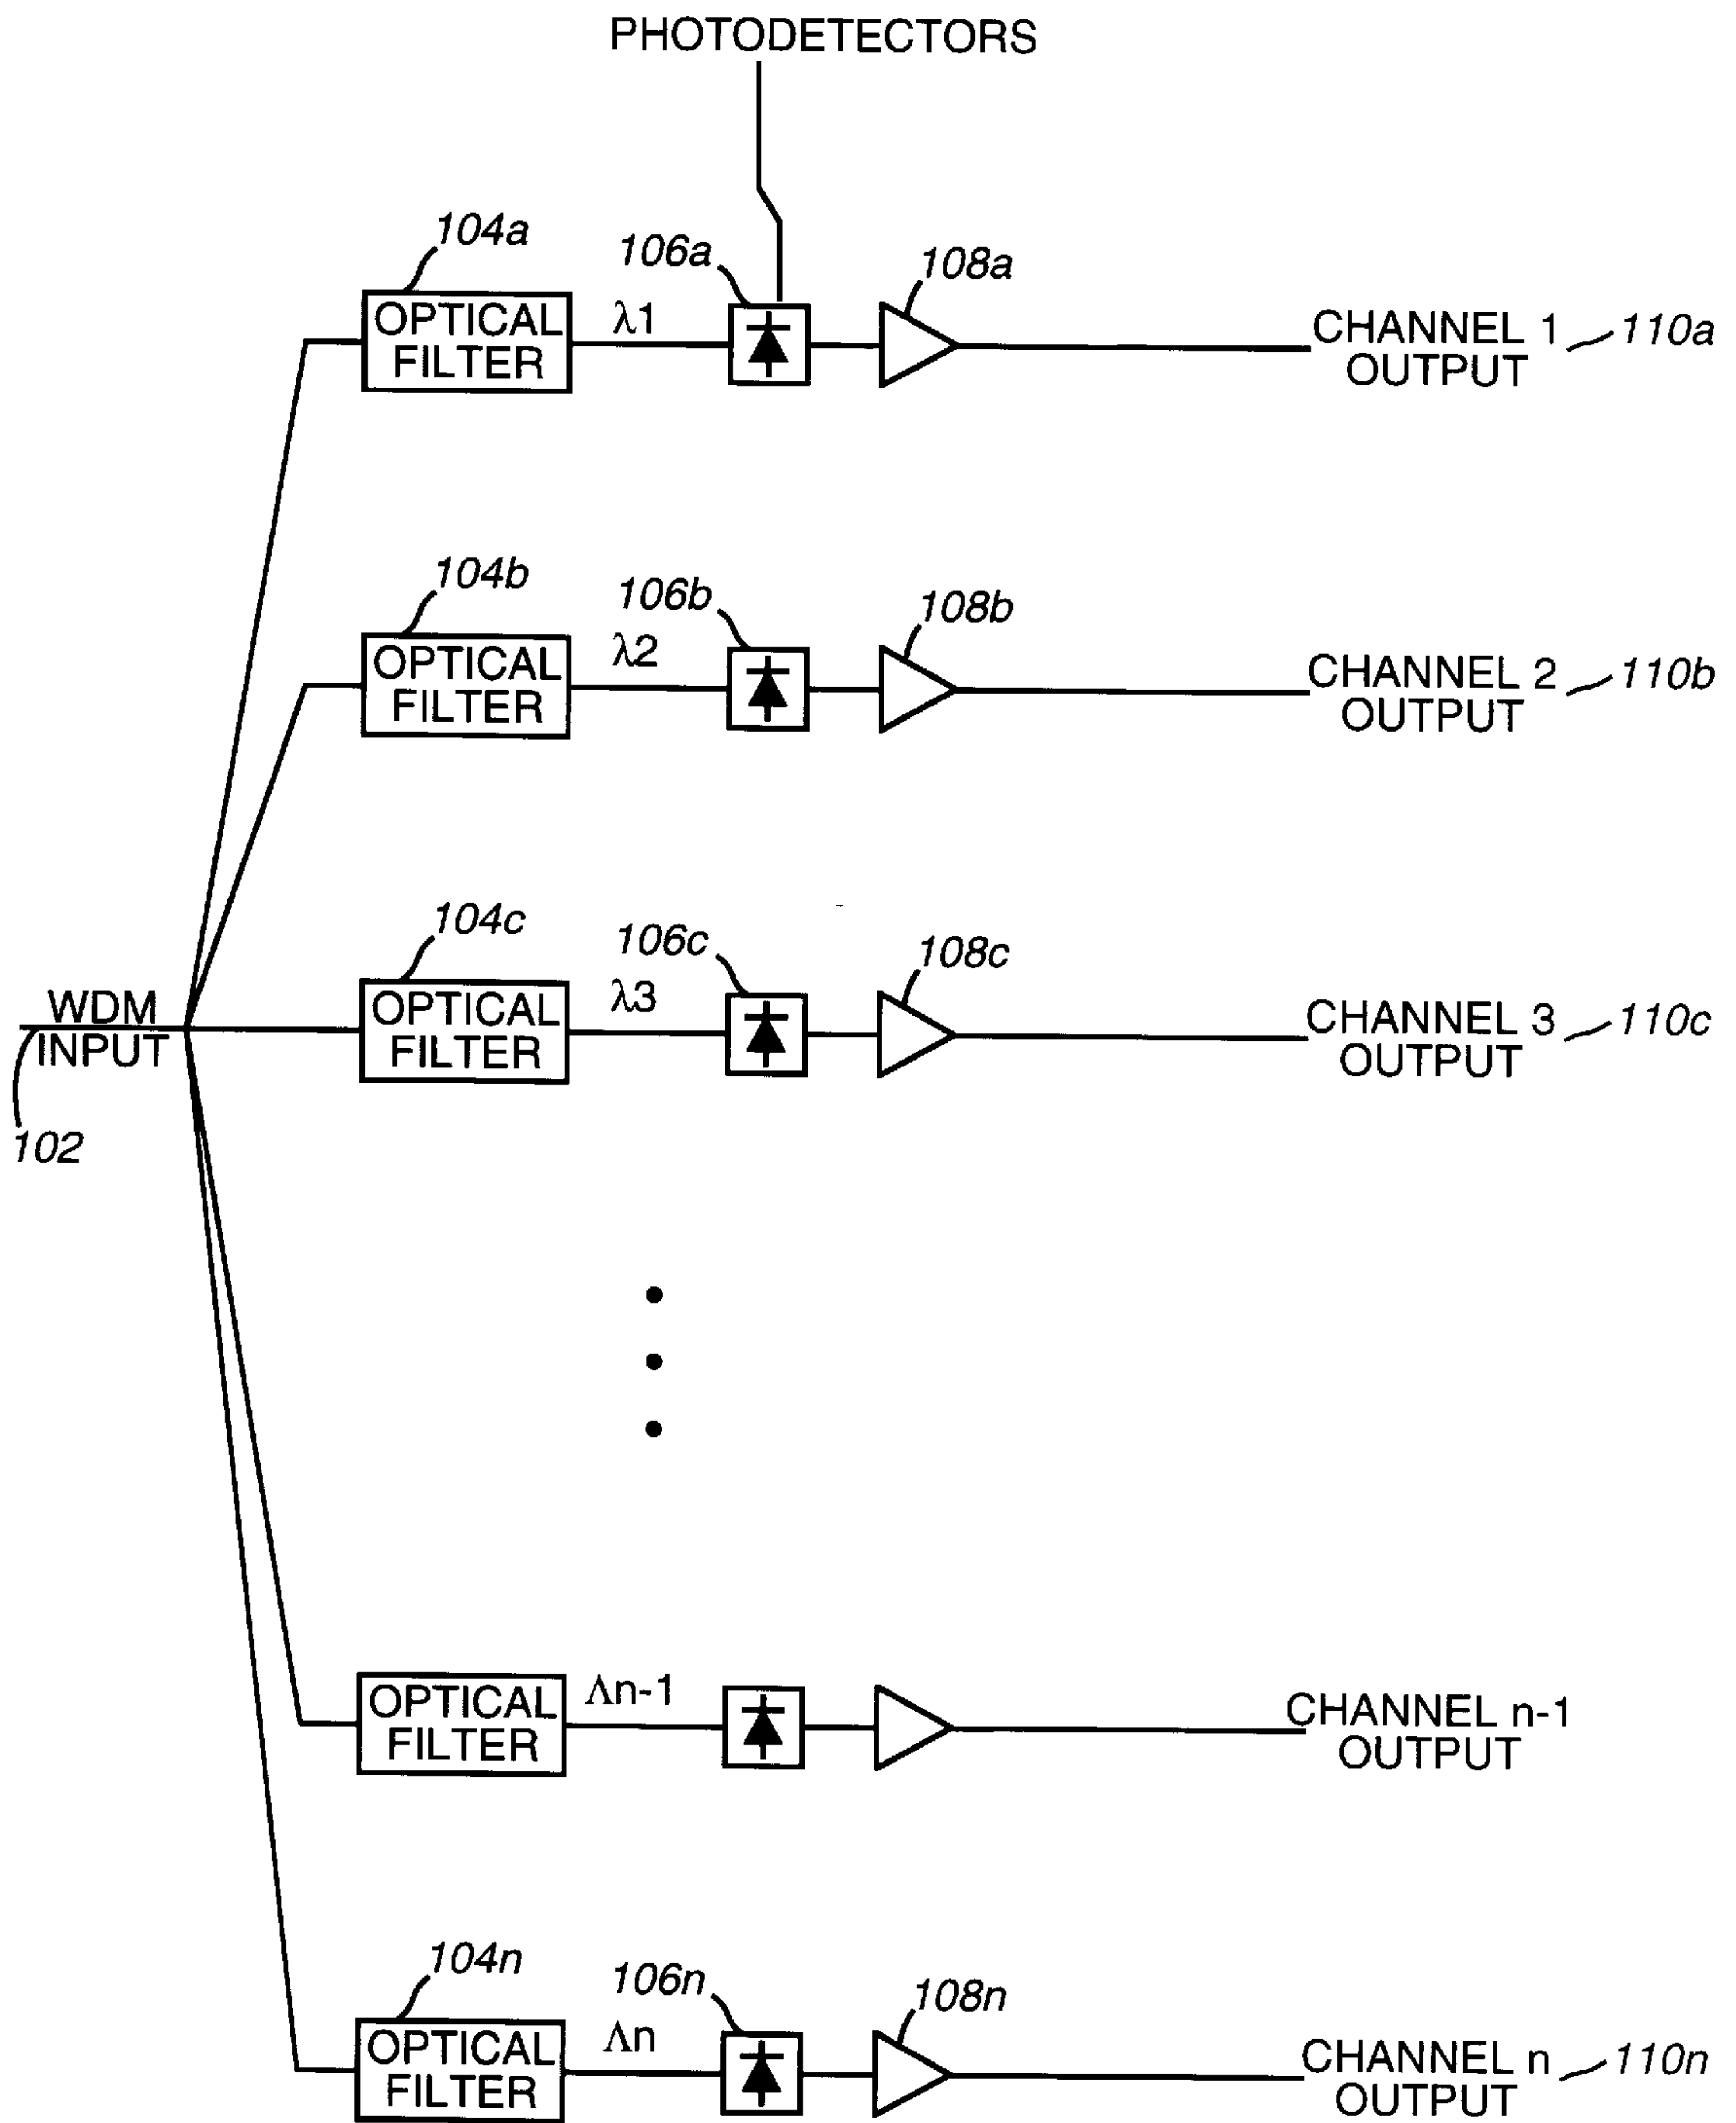 PHOTODETECTORS
104a
106a
108a
OPTICAL
FILTER
λ1
CHANNEL 1
OUTPUT
110a
104b
106b
108b
OPTICAL
FILTER
λ2
CHANNEL 2
OUTPUT
110b
104c
106c
108c
OPTICAL
FILTER
λ3
CHANNEL 3
OUTPUT
110c
WDM
INPUT
102
OPTICAL
FILTER
Λn-1
CHANNEL n-1
OUTPUT
104n
106n
108n
OPTICAL
FILTER
Λn
CHANNEL n
OUTPUT
110n